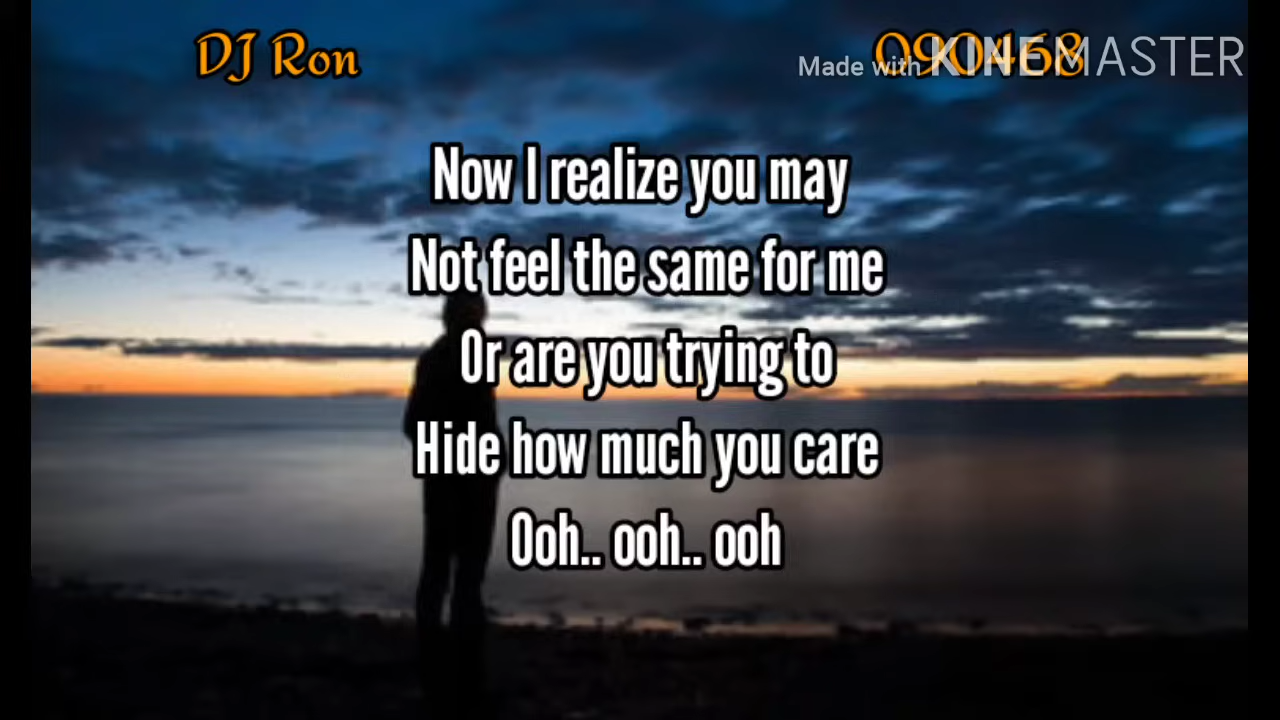 DJ Ron
090468
Made with KINEMASTER
Now I realize you may
Not feel the same for me
Or are you trying to
Hide how much you care
Ooh.. ooh.. ooh